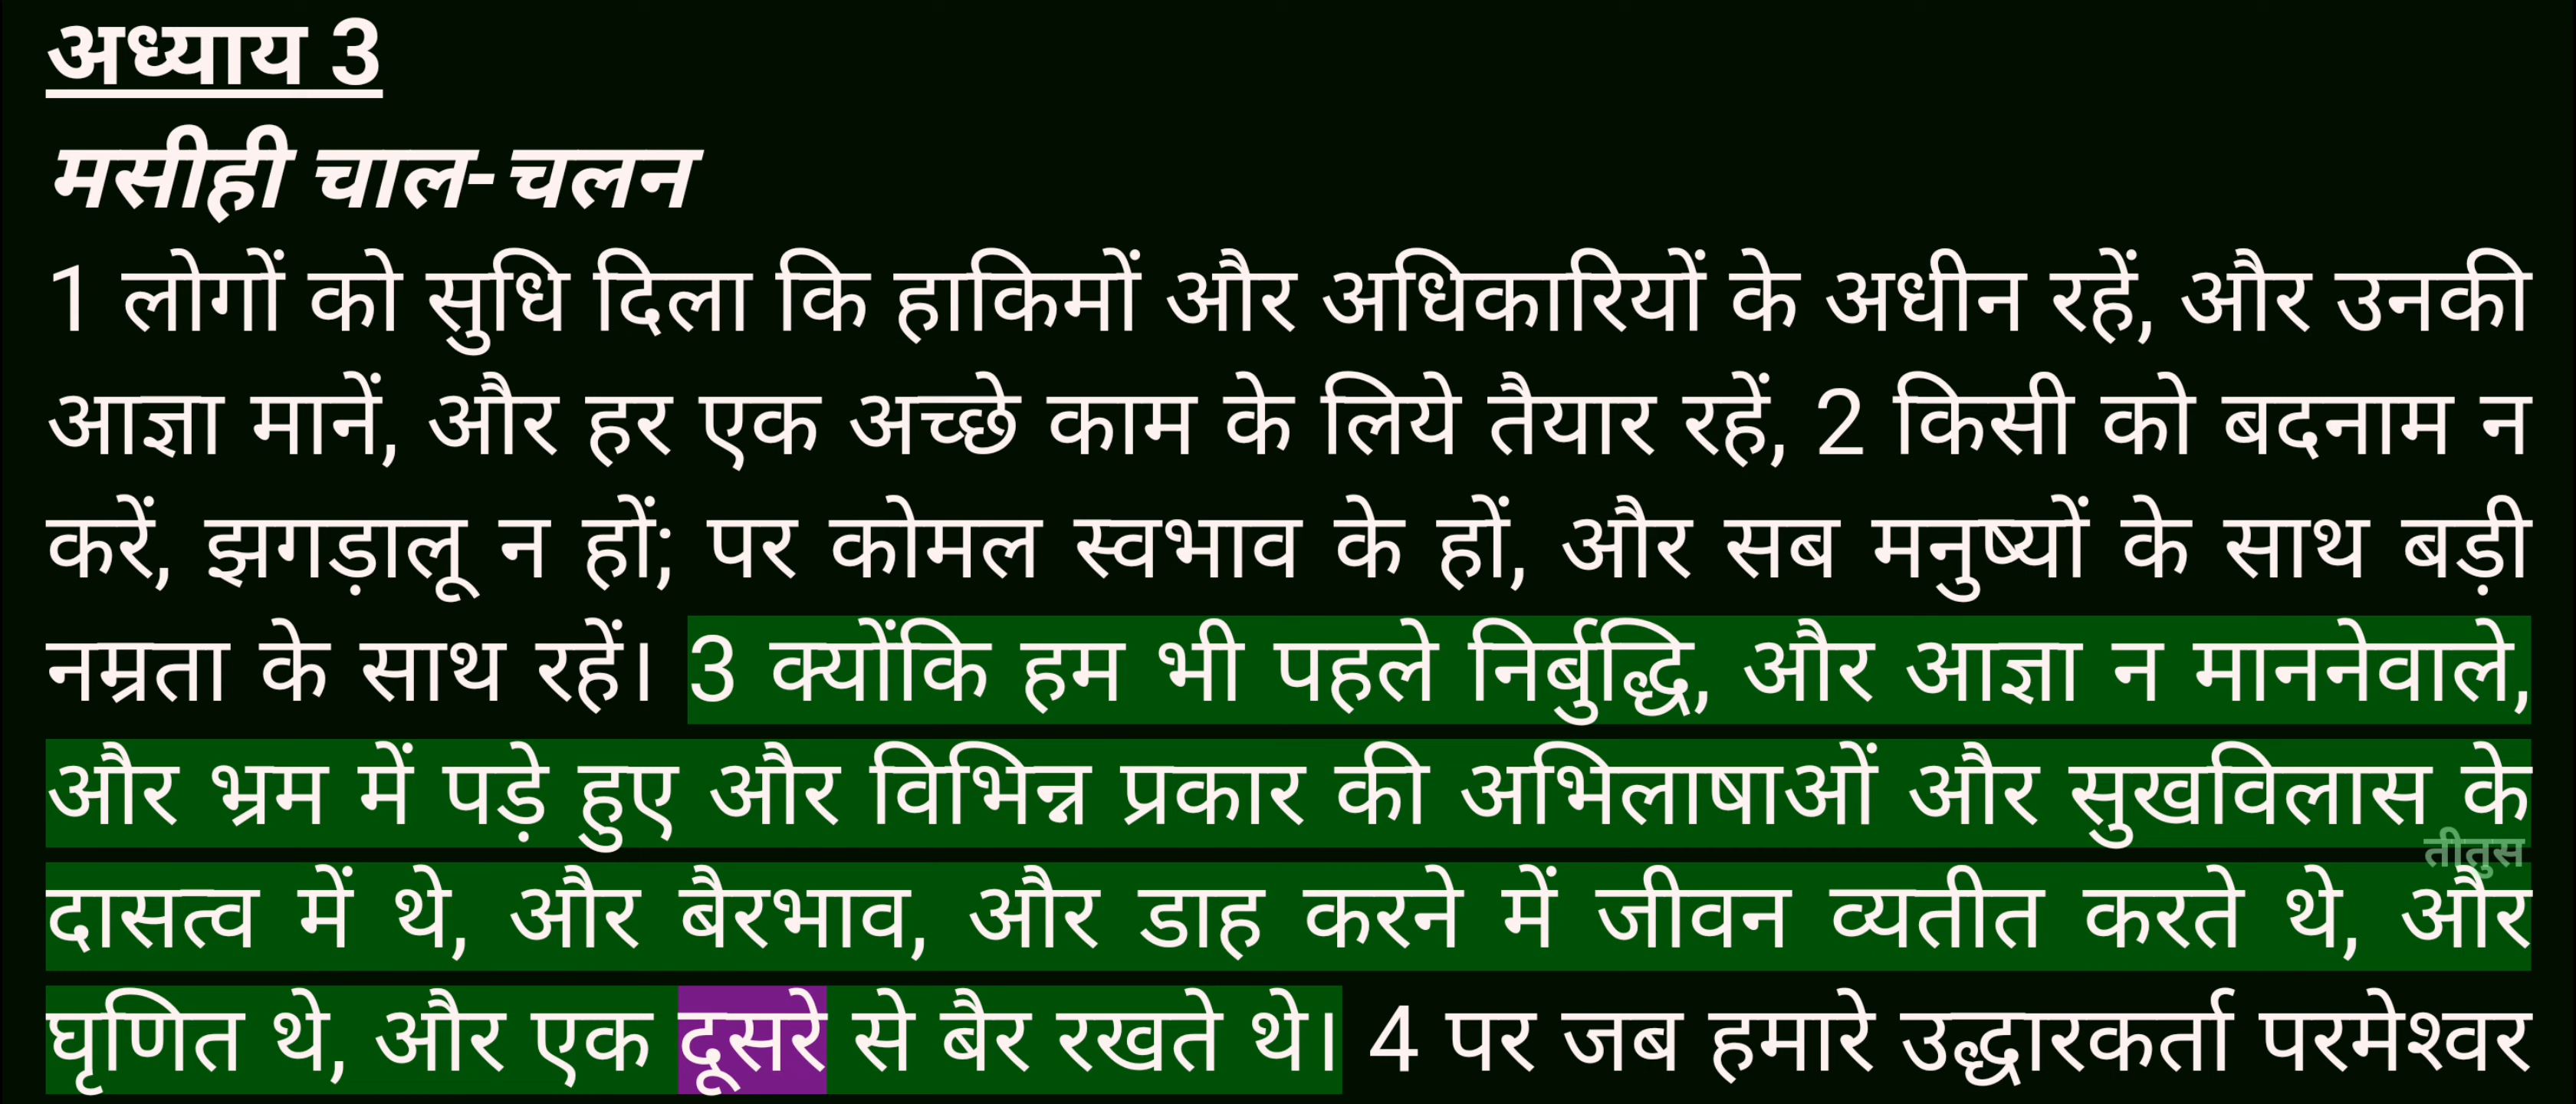 अध्याय 3
मसीही चाल-चलन
1 लोगों को सुधि दिला कि हाकिमों और अधिकारियों के अधीन रहें, और उनकी
आज्ञा मानें, और हर एक अच्छे काम के लिये तैयार रहें, 2 किसी को बदनाम न
करें, झगड़ालू न हों; पर कोमल स्वभाव के हों, और सब मनुष्यों के साथ बड़ी
नम्रता के साथ रहें। 3 क्योंकि हम भी पहले निर्बुद्धि, और आज्ञा न माननेवाले,
और भ्रम में पड़े हुए और विभिन्न प्रकार की अभिलाषाओं और सुखविलास के
तीतुस
दासत्व में थे, और बैरभाव, और डाह करने में जीवन व्यतीत करते थे, और
घृणित थे, और एक दूसरे से बैर रखते थे। 4 पर जब हमारे उद्धारकर्ता परमेश्वर